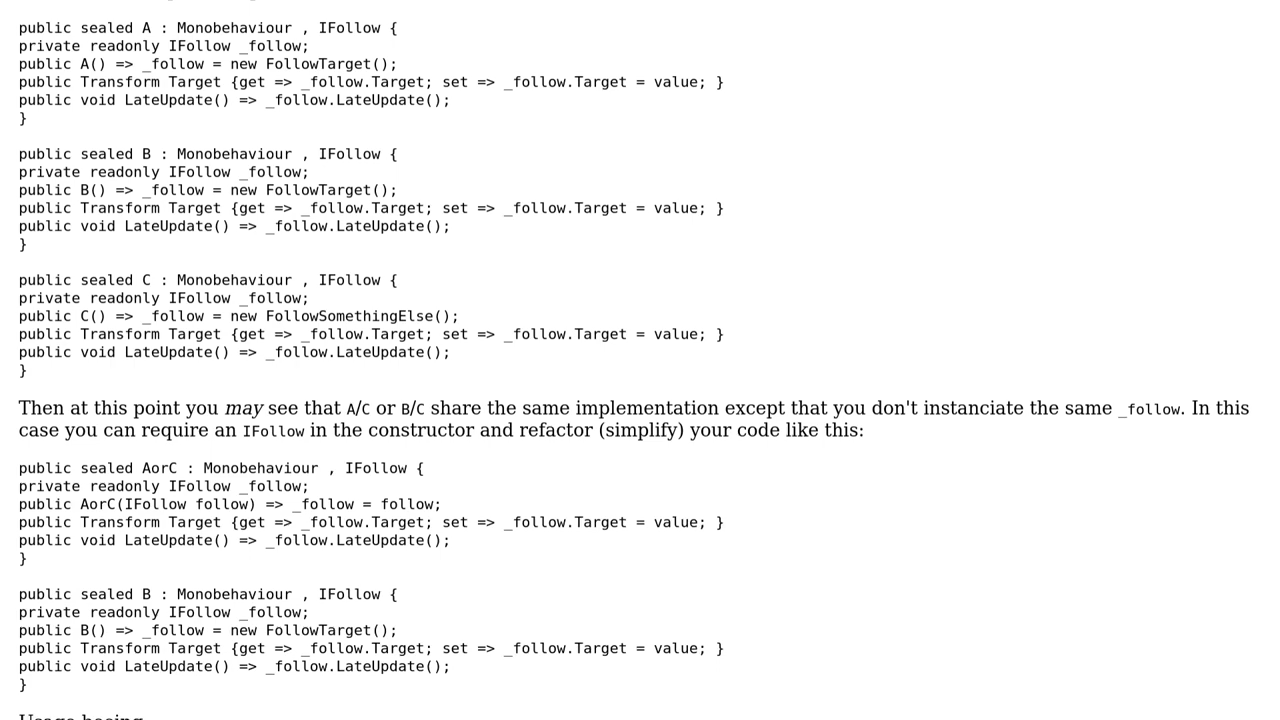 public sealed A : Monobehaviour , IFollow {
private readonly IFollow _follow;
public A() => _follow = new FollowTarget();
public Transform Target {get => _follow.Target; set => _follow.Target = value; }
public void LateUpdate() => _follow.LateUpdate();
}
public sealed B : Monobehaviour , IFollow {
private readonly IFollow _follow;
public B() => _follow = new FollowTarget();
public Transform Target {get => _follow.Target; set => _follow.Target = value; }
public void LateUpdate() => _follow.LateUpdate();
}
public sealed C : Monobehaviour , IFollow {
private readonly IFollow _follow;
public C() => _follow = new FollowSomethingElse();
public Transform Target {get => _follow.Target; set => _follow.Target = value; }
public void LateUpdate() => _follow.LateUpdate();
}
Then at this point you may see that A/C or B/C share the same implementation except that you don't instanciate the same _follow. In this
case you can require an IFollow in the constructor and refactor (simplify) your code like this:
public sealed AorC : Monobehaviour , IFollow {
private readonly IFollow _follow;
public AorC(IFollow follow) => _follow = follow;
public Transform Target {get => _follow.Target; set => _follow.Target = value; }
public void LateUpdate() => _follow.LateUpdate();
}
public sealed B : Monobehaviour , IFollow {
private readonly IFollow _follow;
public B() => _follow = new FollowTarget();
public Transform Target {get => _follow.Target; set => _follow.Target = value; }
public void LateUpdate() => _follow.LateUpdate();
}